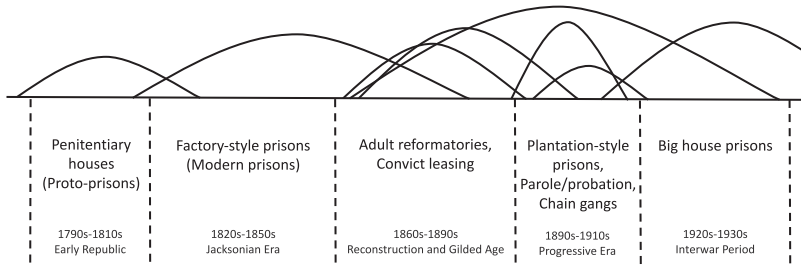 Penitentiary
houses
(Proto-prisons)
1790s-1810s
Early Republic
Factory-style prisons
(Modern prisons)
1820s-1850s
Jacksonian Era
Adult reformatories,
Convict leasing
1860s-1890s
Reconstruction and Gilded Age
Plantation-style
prisons,
Parole/probation,
Chain gangs
1890s-1910s
Progressive Era
Big house prisons
1920s-1930s
Interwar Period